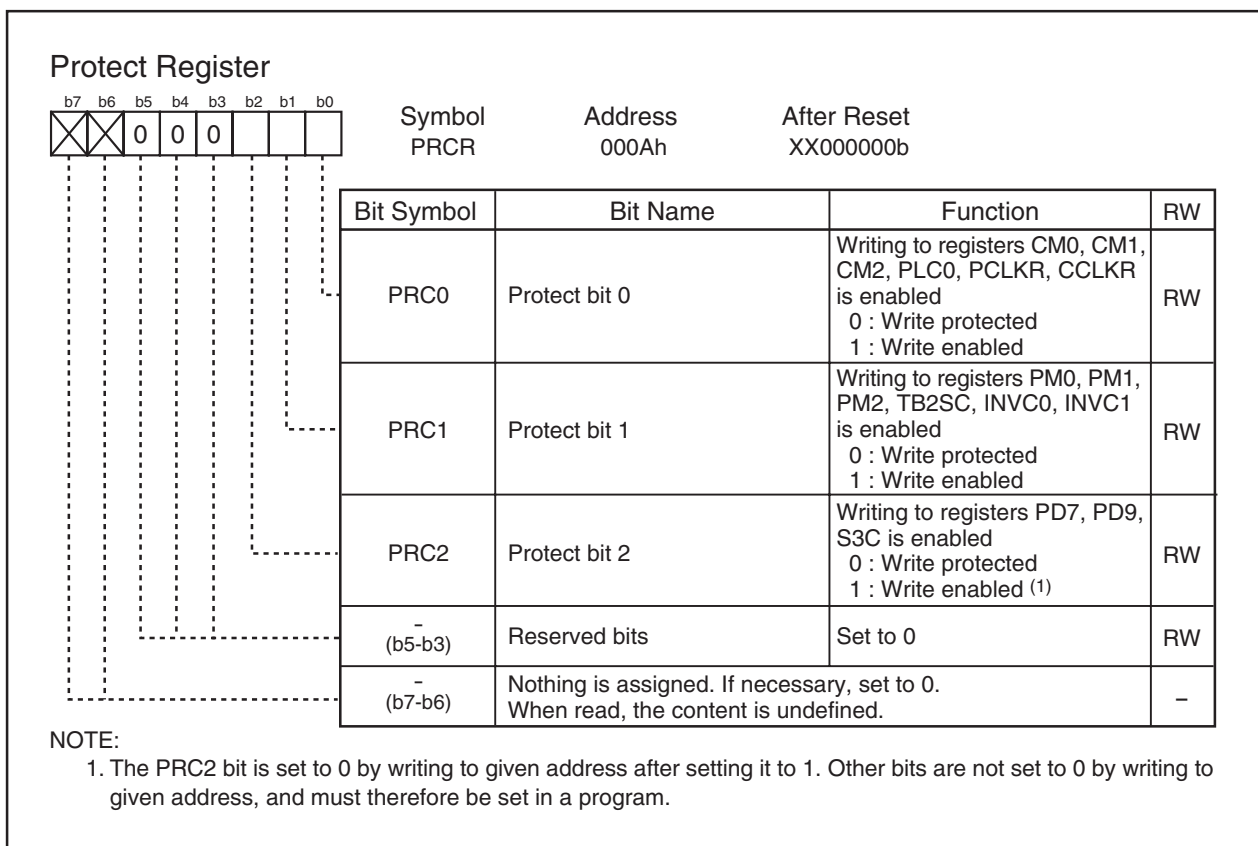 Protect Register
b7 b6 b5 b4 b3 b2 b1 b0
0 0 0
Symbol Address After Reset
PRCR 000Ah XX000000b
Bit Symbol Bit Name Function RW
PRC0 Protect bit 0 RW
Writing to registers CM0, CM1,
CM2, PLC0, PCLKR, CCLKR
is enabled
0 : Write protected
1 : Write enabled
PRC1 Protect bit 1 RW
Writing to registers PM0, PM1,
PM2, TB2SC, INVC0, INVC1
is enabled
0 : Write protected
1 : Write enabled
PRC2 Protect bit 2 RW
Writing to registers PD7, PD9,
S3C is enabled
0 : Write protected
1 : Write enabled (1)
–
(b5-b3) Reserved bits Set to 0 RW
–
(b7-b6)
Nothing is assigned. If necessary, set to 0.
When read, the content is undefined.
–
NOTE:
1. The PRC2 bit is set to 0 by writing to given address after setting it to 1. Other bits are not set to 0 by writing to
given address, and must therefore be set in a program.